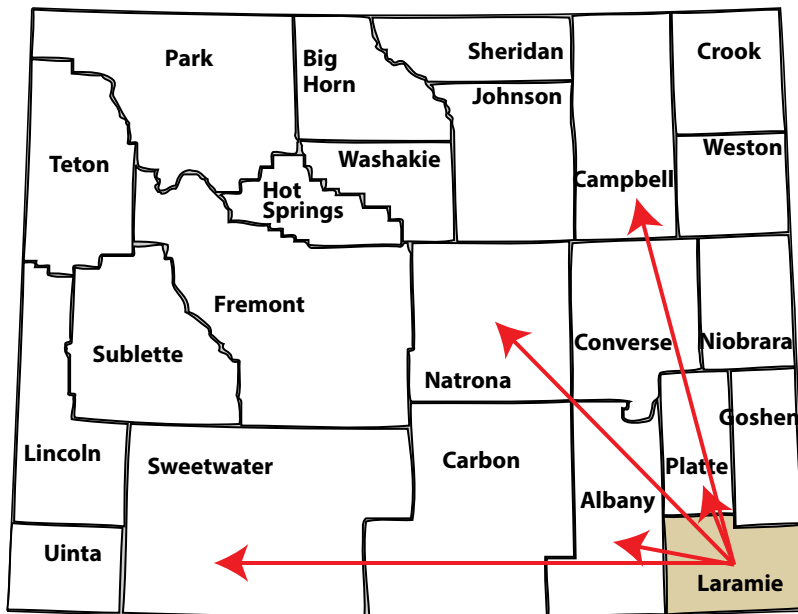 Park
Big
Horn
Sheridan
Crook
Johnson
Teton
Washakie
Weston
Campbell
Hot
Springs
Fremont
Sublette
Natrona
Converse
Niobrara
Goshen
Lincoln
Sweetwater
Carbon
Platte
Albany
Uinta
Laramie